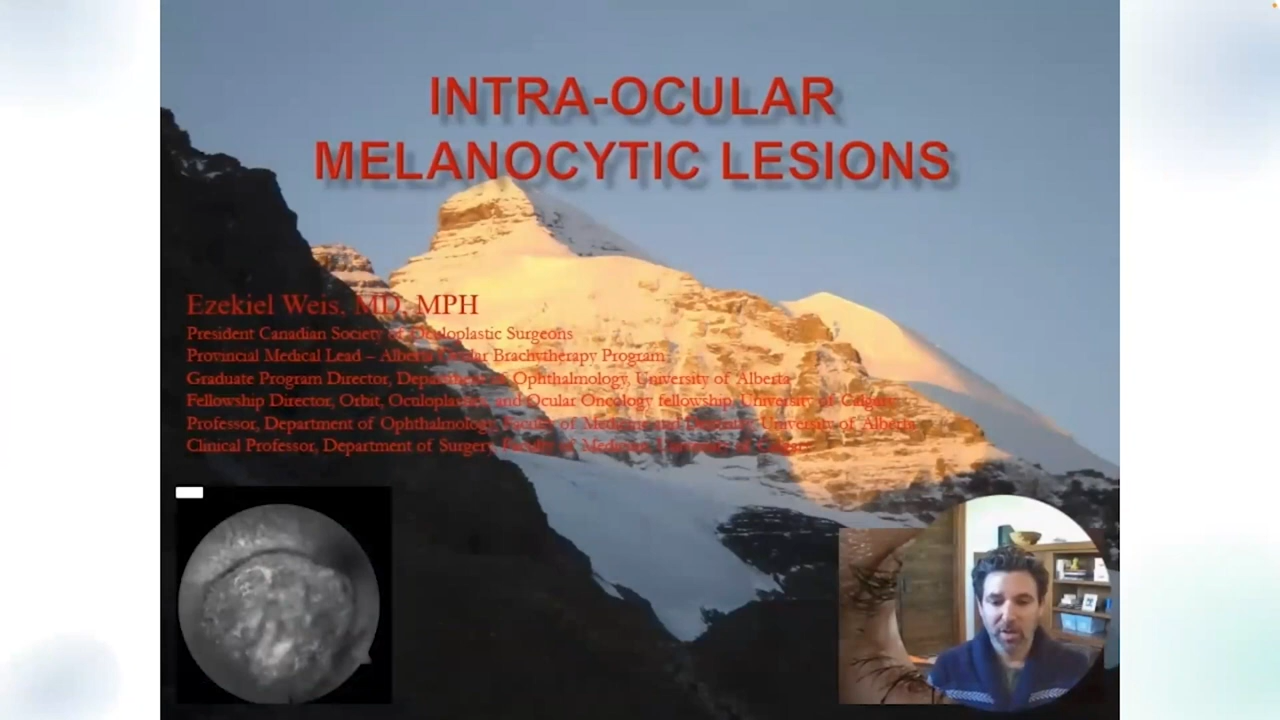 INTRA-OCULAR
MELANOCYTIC LESIONS
Ezekiel Weis, MD, MPH
President Canadian Society of Oculoplastic Surgeons
Provincial Medical Lead – Alberta Ocular Brachytherapy Program
Graduate Program Director, Department of Ophthalmology, University of Alberta
Fellowship Director, Orbit, Oculoplastics, and Ocular Oncology fellowship, University of Calgary
Professor, Department of Ophthalmology, Faculty of Medicine and Dentistry, University of Alberta
Clinical Professor, Department of Surgery, Faculty of Medicine, University of Calgary